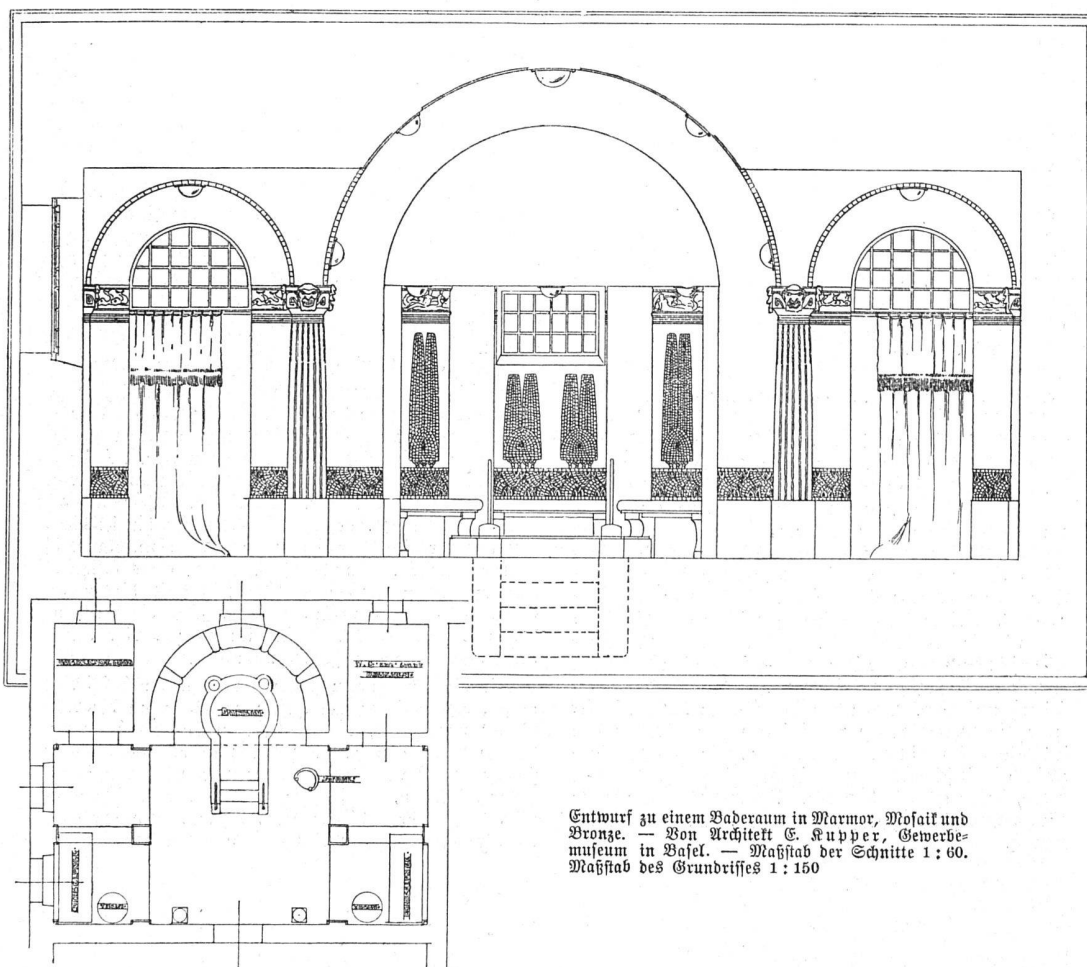 Entwurf zu einem Baderaum in Marmor, Mosaik und
Bronze. — Von Architekt E. Kupper, Gewerbe=
museum in Basel. — Maßstab der Schnitte 1 : 60.
Maßstab des Grundrisses 1 : 150